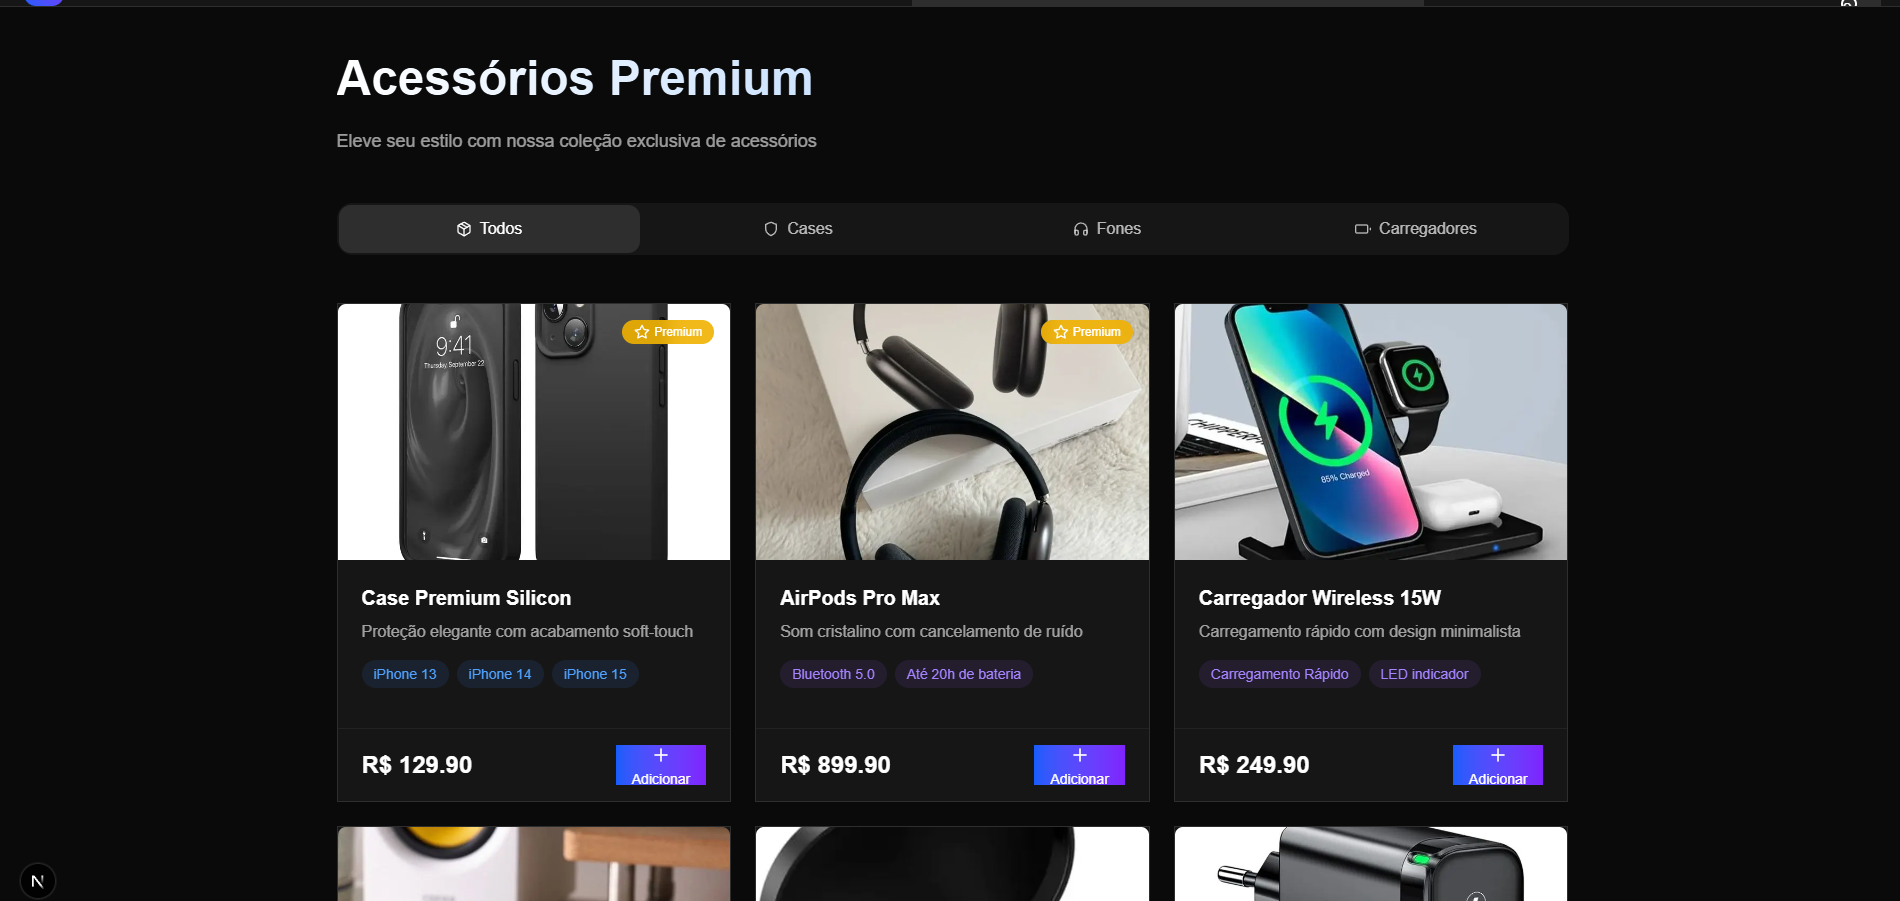 Acessórios Premium
Eleve seu estilo com nossa coleção exclusiva de acessórios
Todos
Cases
Fones
Carregadores
9:41
Thursday, September 22
Premium
Premium
85% Charged
Case Premium Silicon
Proteção elegante com acabamento soft-touch
iPhone 13
iPhone 14
iPhone 15
R$ 129.90
Adicionar
AirPods Pro Max
Som cristalino com cancelamento de ruído
Bluetooth 5.0
Até 20h de bateria
R$ 899.90
Adicionar
Carregador Wireless 15W
Carregamento rápido com design minimalista
Carregamento Rápido
LED indicador
R$ 249.90
Adicionar
N